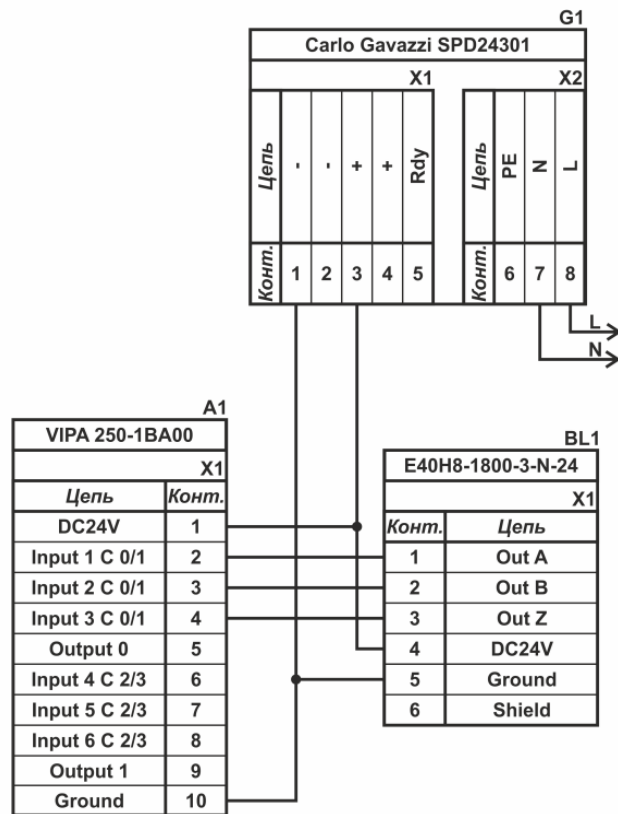 G1
Carlo Gavazzi SPD24301
X1 X2
Цепь - - + + Rdy Цепь PE N L
Конт. 1 2 3 4 5 Конт. 6 7 8
L
N
A1
VIPA 250-1BA00
X1
Цепь Конт.
DC24V 1
Input 1 C 0/1 2
Input 2 C 0/1 3
Input 3 C 0/1 4
Output 0 5
Input 4 C 2/3 6
Input 5 C 2/3 7
Input 6 C 2/3 8
Output 1 9
Ground 10
BL1
E40H8-1800-3-N-24
X1
Конт. Цепь
1 Out A
2 Out B
3 Out Z
4 DC24V
5 Ground
6 Shield